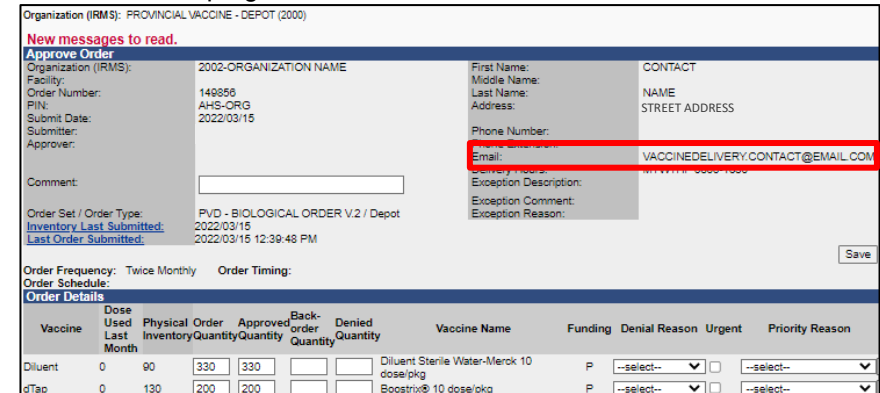 Organization (IRMS): PROVINCIAL VACCINE - DEPOT (2000)
New messages to read.
Approve Order
Organization (IRMS): 2002-ORGANIZATION NAME First Name: CONTACT
Facility: Middle Name:
Order Number: 149856 Last Name: NAME
PIN: AHS-ORG Address: STREET ADDRESS
Submit Date: 2022/03/15
Submitter: Phone Number:
Approver:
Email: VACCINEDELIVERY.CONTACT@EMAIL.COM
Comment: Exception Description:
Exception Comment:
Order Set / Order Type: PVD - BIOLOGICAL ORDER V.2 / Depot Exception Reason:
Inventory Last Submitted: 2022/03/15
Last Order Submitted: 2022/03/15 12:39:48 PM
Save
Order Frequency: Twice Monthly Order Timing:
Order Schedule:
Order Details
Vaccine Dose Used Last Month Physical Inventory Order Quantity Approved Quantity Back-order Quantity Denied Quantity Vaccine Name Funding Denial Reason Urgent Priority Reason
Diluent 0 90 330 330 Diluent Sterile Water-Merck 10 dose/pkg P --select-- --select--
dTap 0 130 200 200 Boostrix® 10 dose/pkg P --select-- --select--